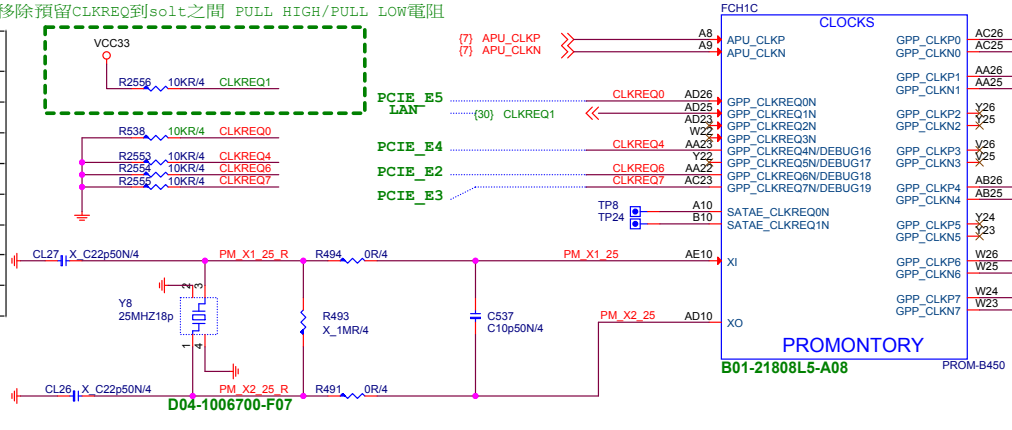 移除預留CLKREQ到solt之間 PULL HIGH/PULL LOW電阻
FCH1C
CLOCKS
VCC33
R2556 10KR/4 CLKREQ1
R538 10KR/4 CLKREQ0
R2553 10KR/4 CLKREQ4
R2554 10KR/4 CLKREQ6
R2555 10KR/4 CLKREQ7
{7} APU_CLKP
{7} APU_CLKN
A8 APU_CLKP
A9 APU_CLKN
PCIE_E5 CLKREQ0 AD26 GPP_CLKREQ0N
LAN {30} CLKREQ1 AD25 GPP_CLKREQ1N
AD23 GPP_CLKREQ2N
W22 GPP_CLKREQ3N
PCIE_E4 CLKREQ4 AA23 GPP_CLKREQ4N/DEBUG16
Y22 GPP_CLKREQ5N/DEBUG17
PCIE_E2 CLKREQ6 AA22 GPP_CLKREQ6N/DEBUG18
PCIE_E3 CLKREQ7 AC23 GPP_CLKREQ7N/DEBUG19
TP8 A10 SATAE_CLKREQ0N
TP24 B10 SATAE_CLKREQ1N
GPP_CLKP0 AC26
GPP_CLKN0 AC25
GPP_CLKP1 AA26
GPP_CLKN1 AA25
GPP_CLKP2 Y26
GPP_CLKN2 Y25
GPP_CLKP3 V26
GPP_CLKN3 V25
GPP_CLKP4 AB26
GPP_CLKN4 AB25
GPP_CLKP5 Y24
GPP_CLKN5 Y23
GPP_CLKP6 W26
GPP_CLKN6 W25
GPP_CLKP7 W24
GPP_CLKN7 W23
CL27 X_C22p50N/4 PM_X1_25_R R494 0R/4 PM_X1_25 AE10 XI
2 3
Y8
25MHZ18p
1 4
R493
X_1MR/4
C537
C10p50N/4
PM_X2_25 AD10 XO
CL26 X_C22p50N/4 PM_X2_25_R R491 0R/4
D04-1006700-F07
PROMONTORY
B01-21808L5-A08
PROM-B450